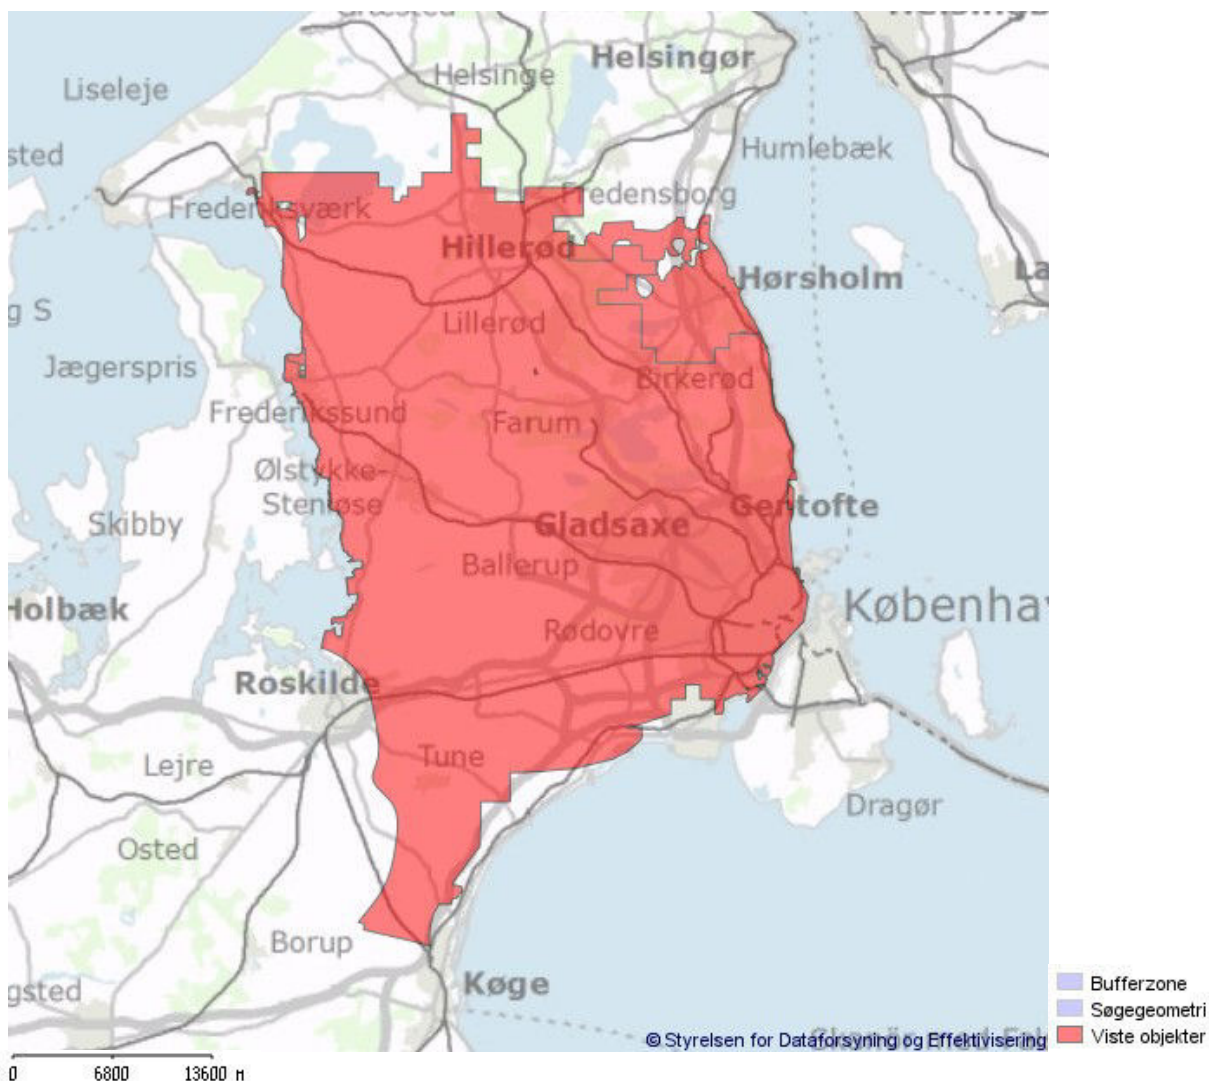 Helsingør
Helsinge
Liseleje
sted
Humlebæk
Fredensborg
Frederiksværk
Hillerød
Hørsholm
g S
Lillerød
Jægerspris
Birkerød
Frederikssund
Farum
Ølstykke-
Stenløse
Gentofte
Skibby
Gladsaxe
Ballerup
Holbæk
Københav
Rødovre
Roskilde
Tune
Lejre
Dragør
Osted
Borup
Køge
gsted
Bufferzone
Søgegeometri
Viste objekter
© Styrelsen for Dataforsyning og Effektivisering
0 6800 13600 M